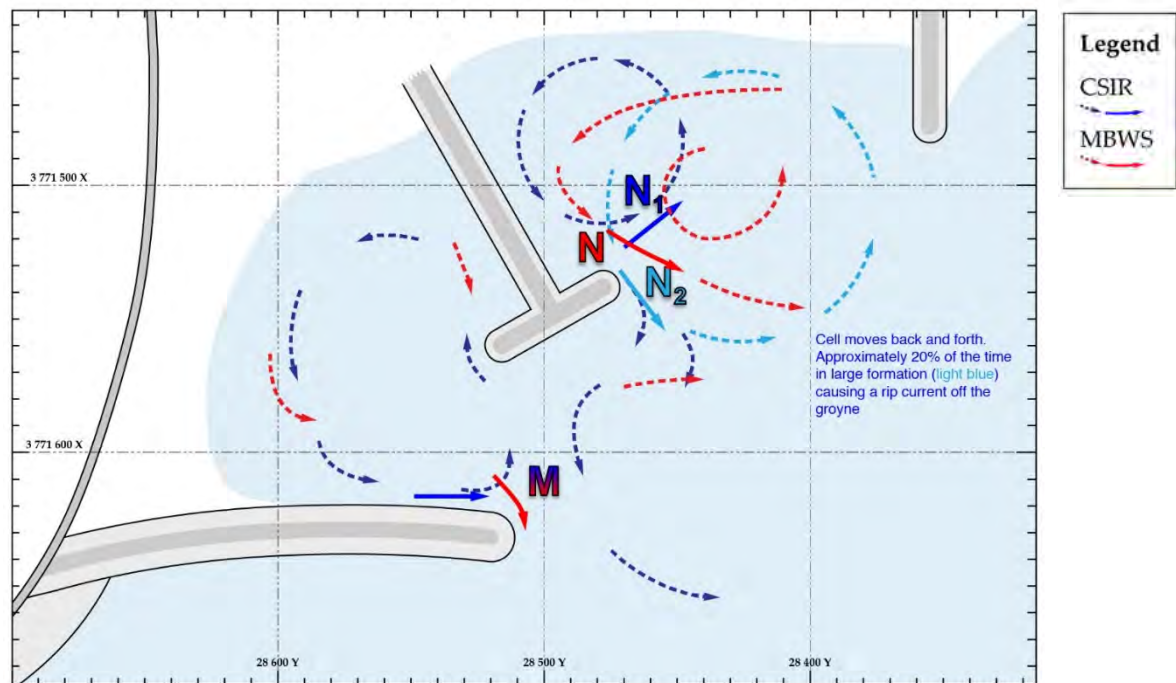 Legend
CSIR
MBWS
3 771 500 X
N1
N
N2
Cell moves back and forth.
Approximately 20% of the time
in large formation (light blue)
causing a rip current off the
groyne
3 771 600 X
M
28 600 Y
28 500 Y
28 400 Y